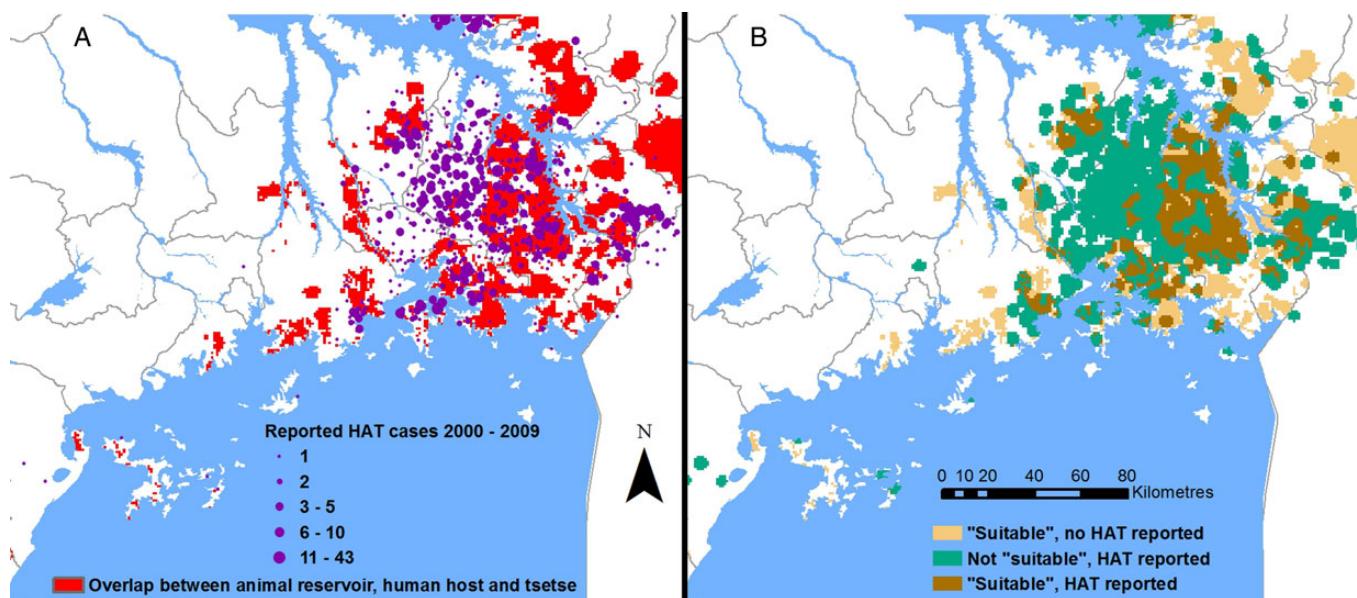 A
Reported HAT cases 2000 - 2009
1
2
3 - 5
6 - 10
11 - 43
Overlap between animal reservoir, human host and tsetse
N
B
0 10 20 40 60 80
Kilometres
"Suitable", no HAT reported
Not "suitable", HAT reported
"Suitable", HAT reported